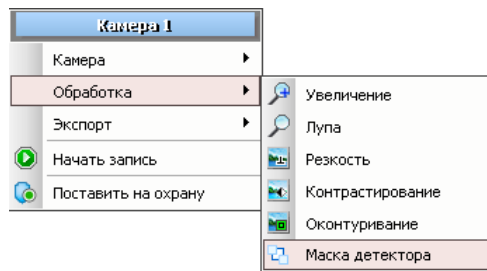 Камера 1
Камера
Обработка
Экспорт
Начать запись
Поставить на охрану
Увеличение
Лупа
Резкость
Контрастирование
Оконтуривание
Маска детектора